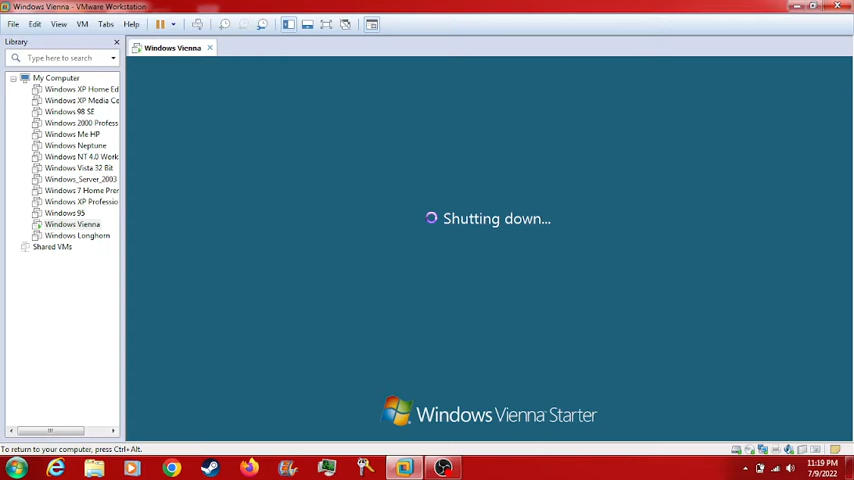 Windows Vienna - VMware Workstation
File Edit View VM Tabs Help
Library
Type here to search
Windows Vienna
My Computer
Windows XP Home Ed
Windows XP Media Ce
Windows 98 SE
Windows 2000 Profess
Windows Me HP
Windows Neptune
Windows NT 4.0 Work
Windows Vista 32 Bit
Windows_Server_2003
Windows 7 Home Prer
Windows XP Professio
Windows 95
Windows Vienna
Windows Longhorn
Shared VMs
Shutting down...
Windows Vienna Starter
To return to your computer, press Ctrl+Alt.
11:19 PM
7/9/2022